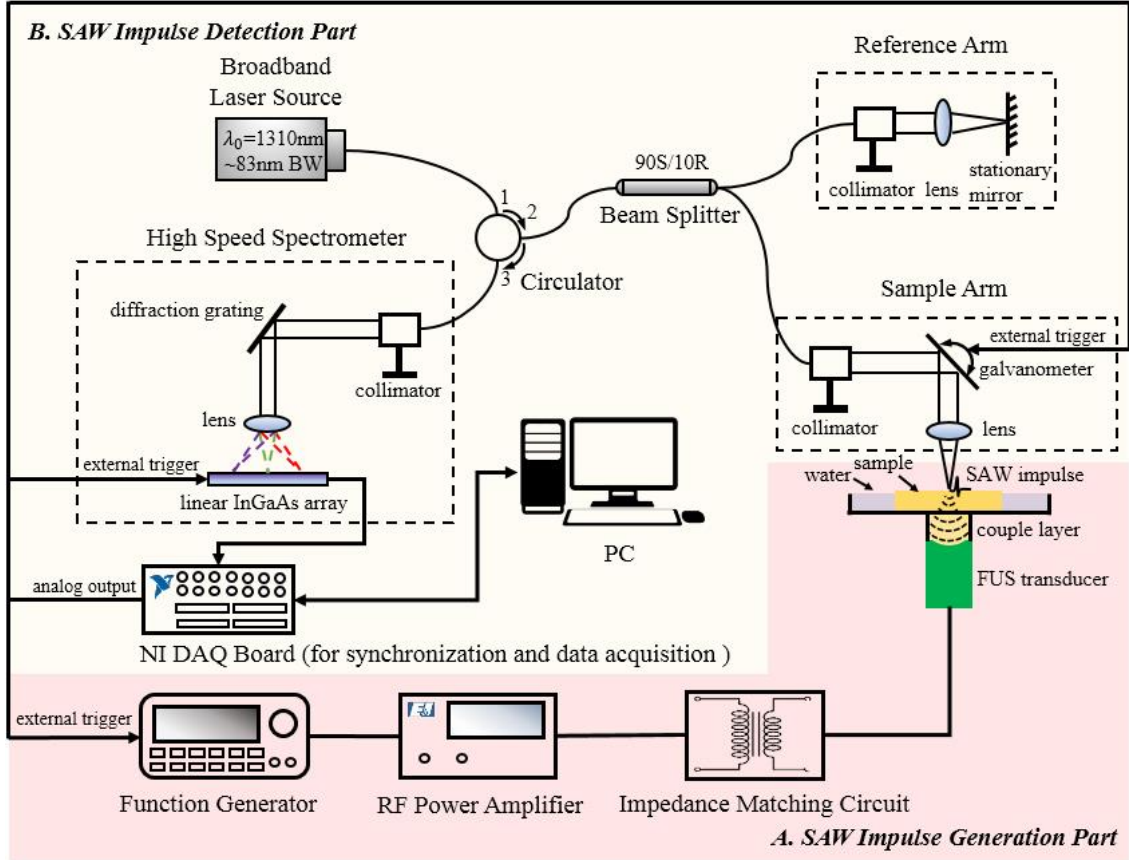 B. SAW Impulse Detection Part
Broadband
Laser Source
λ₀=1310nm
~83nm BW
Reference Arm
collimator
lens
stationary
mirror
90S/10R
Beam Splitter
1
2
3
Circulator
High Speed Spectrometer
diffraction grating
collimator
lens
external trigger
linear InGaAs array
Sample Arm
external trigger
galvanometer
collimator
lens
sample
water
SAW impulse
couple layer
FUS transducer
PC
analog output
NI DAQ Board (for synchronization and data acquisition )
external trigger
Function Generator
RF Power Amplifier
Impedance Matching Circuit
A. SAW Impulse Generation Part